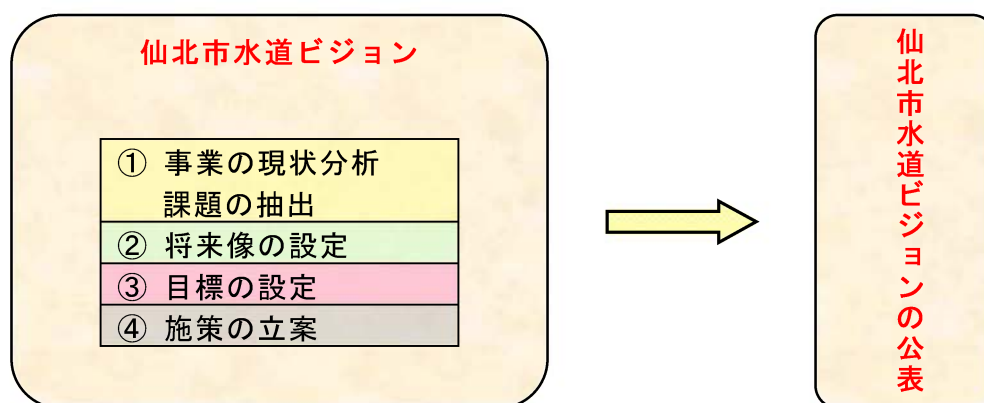 仙北市水道ビジョン
① 事業の現状分析
課題の抽出
② 将来像の設定
③ 目標の設定
④ 施策の立案
仙北市水道ビジョンの公表